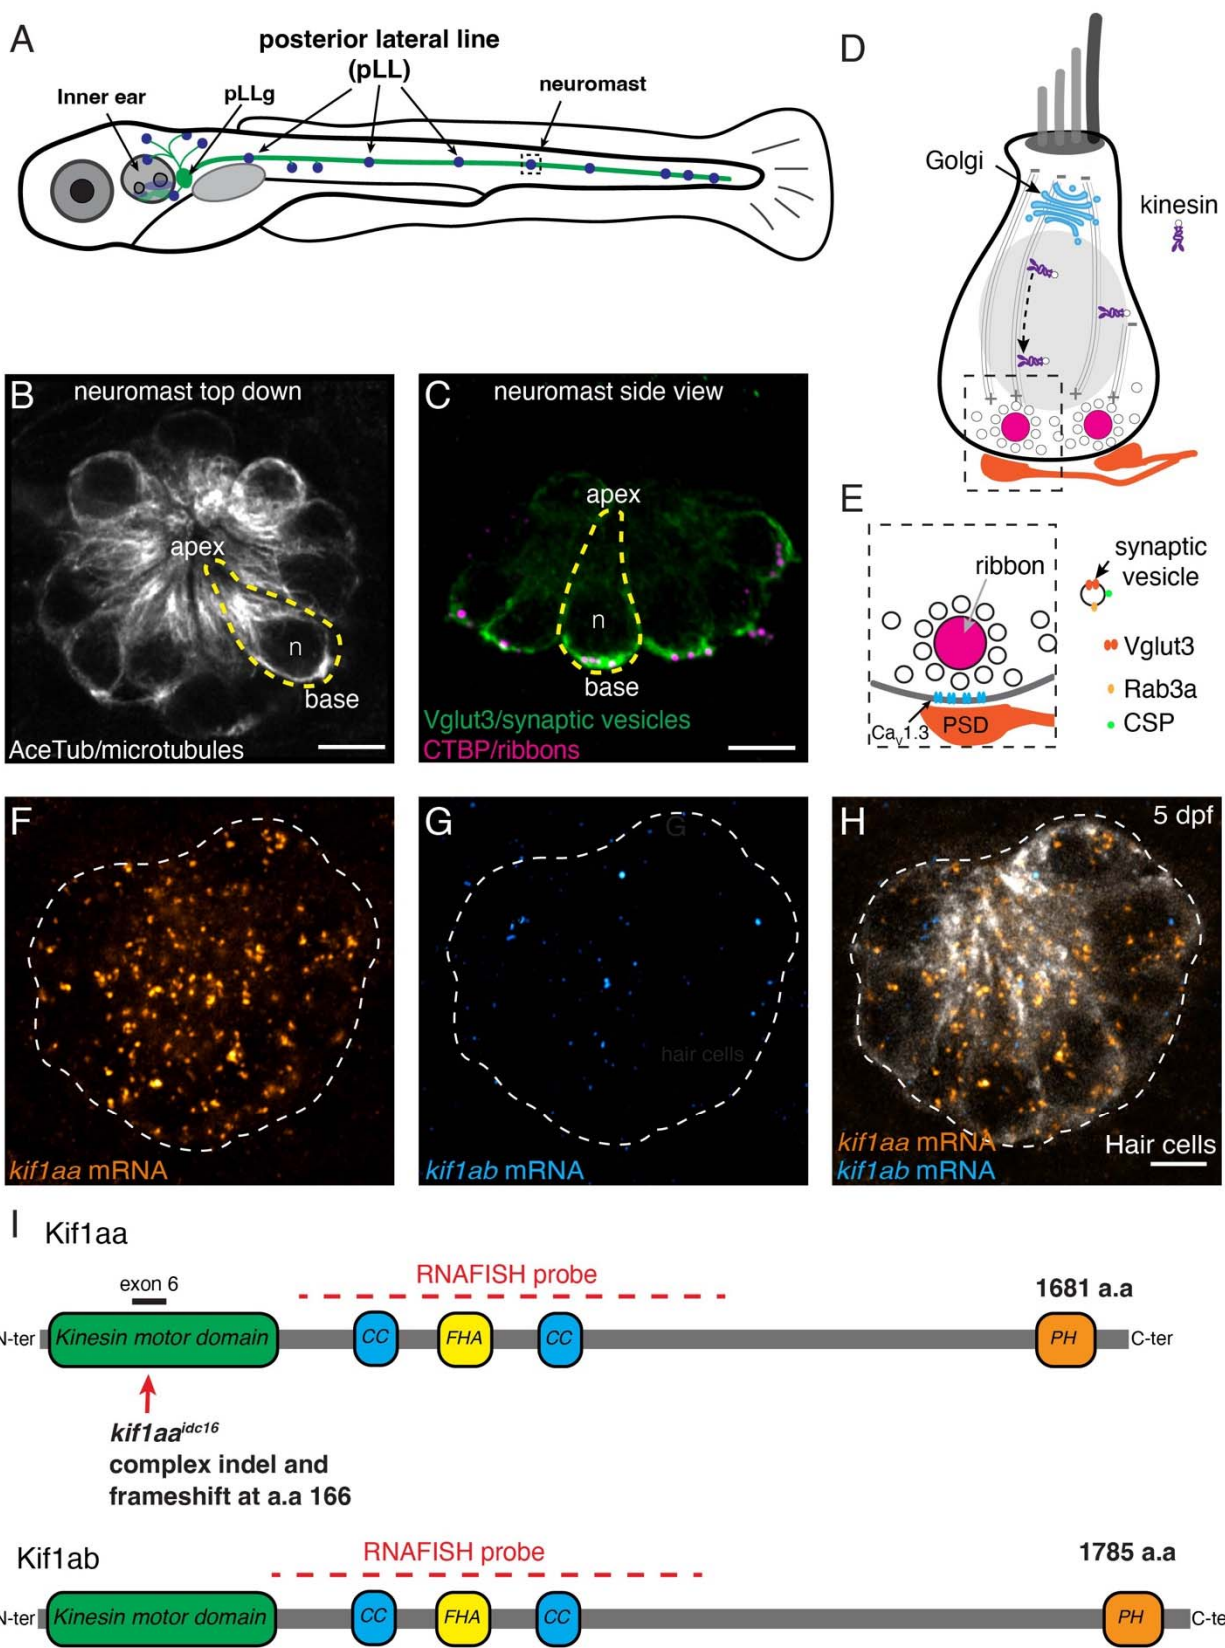 A
posterior lateral line
(pLL)
Inner ear
pLLg
neuromast
D
Golgi
kinesin
B
neuromast top down
apex
n
base
AceTub/microtubules
C
neuromast side view
apex
n
base
Vglut3/synaptic vesicles
CTBP/ribbons
E
ribbon
synaptic
vesicle
Vglut3
Rab3a
CSP
CaV1.3
PSD
F
kif1aa mRNA
G
G
hair cells
kif1ab mRNA
H
5 dpf
kif1aa mRNA
kif1ab mRNA
Hair cells
I
Kif1aa
exon 6
RNAFISH probe
1681 a.a
N-ter
Kinesin motor domain
CC
FHA
CC
PH
C-ter
kif1aaidc16
complex indel and
frameshift at a.a 166
Kif1ab
RNAFISH probe
1785 a.a
N-ter
Kinesin motor domain
CC
FHA
CC
PH
C-te